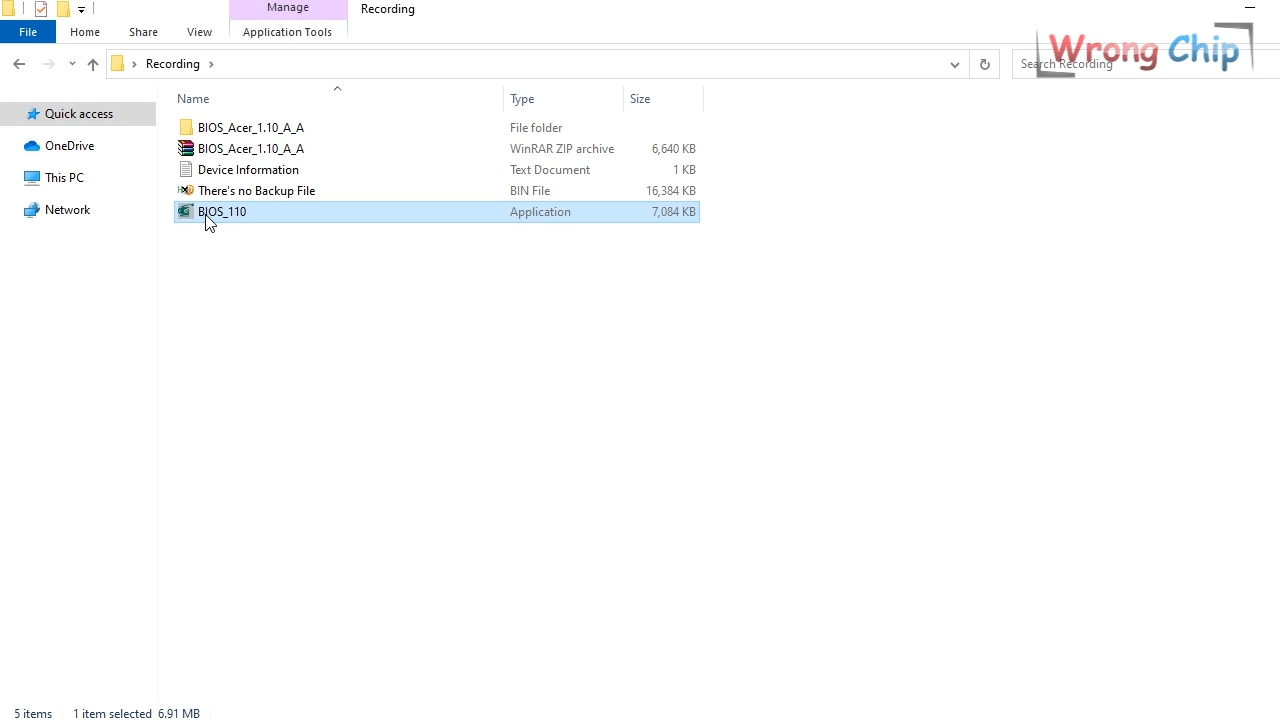 Manage
Recording
File
Home
Share
View
Application Tools
Recording
Search Recording
Wrong Chip
Name
Type
Size
Quick access
OneDrive
This PC
Network
BIOS_Acer_1.10_A_A
File folder
BIOS_Acer_1.10_A_A
WinRAR ZIP archive
6,640 KB
Device Information
Text Document
1 KB
There's no Backup File
BIN File
16,384 KB
BIOS_110
Application
7,084 KB
5 items
1 item selected 6.91 MB